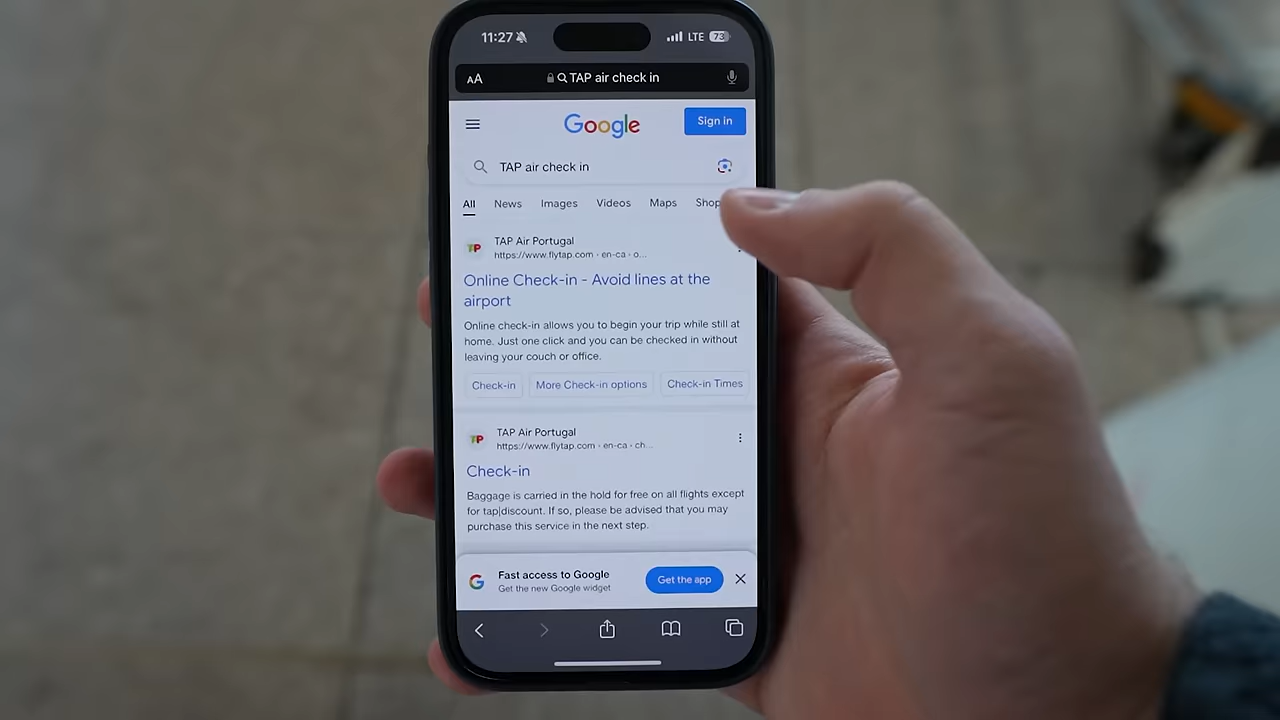 11:27 LTE 73
AA TAP air check in
Google Sign in
TAP air check in
All News Images Videos Maps Shop
TP TAP Air Portugal
https://www.flytap.com › en-ca › o...
Online Check-in - Avoid lines at the
airport
Online check-in allows you to begin your trip while still at
home. Just one click and you can be checked in without
leaving your couch or office.
Check-in More Check-in options Check-in Times
TP TAP Air Portugal
https://www.flytap.com › en-ca › ch...
Check-in
Baggage is carried in the hold for free on all flights except
for tap|discount. If so, please be advised that you may
purchase this service in the next step.
G Fast access to Google Get the app
Get the new Google widget